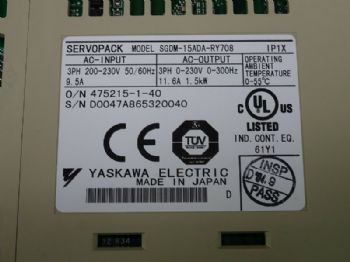 SERVOPACK MODEL SGDM-15ADA-RY708 IP1X
AC-INPUT AC-OUTPUT OPERATING AMBIENT TEMPERATURE 0-55℃
3PH 200-230V 50/60Hz 3PH 0-230V 0-300Hz
9.5A 11.6A 1.5kW
O/N 475215-1-40
S/N D0047A865320040
CE
TÜV
C UL US
LISTED
IND. CONT. EQ.
61Y1
YASKAWA ELECTRIC
MADE IN JAPAN
D
INSP
PASS